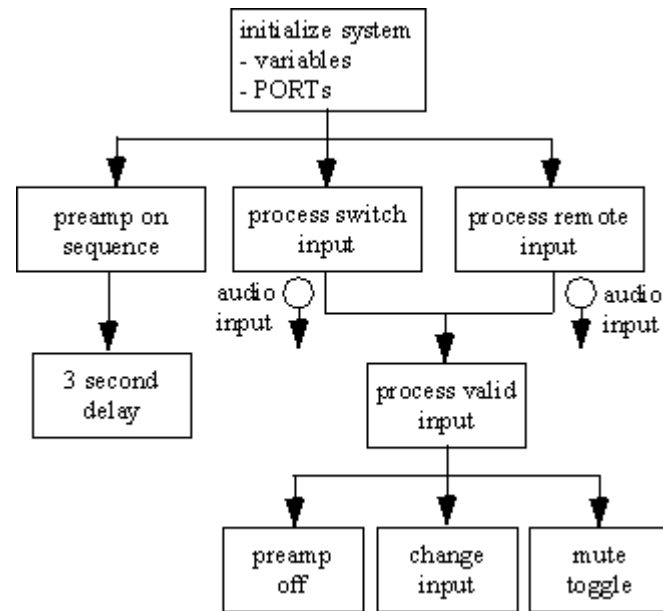 initialize system
- variables
- PORTs
preamp on
sequence
process switch
input
process remote
input
audio
input
audio
input
3 second
delay
process valid
input
preamp
off
change
input
mute
toggle